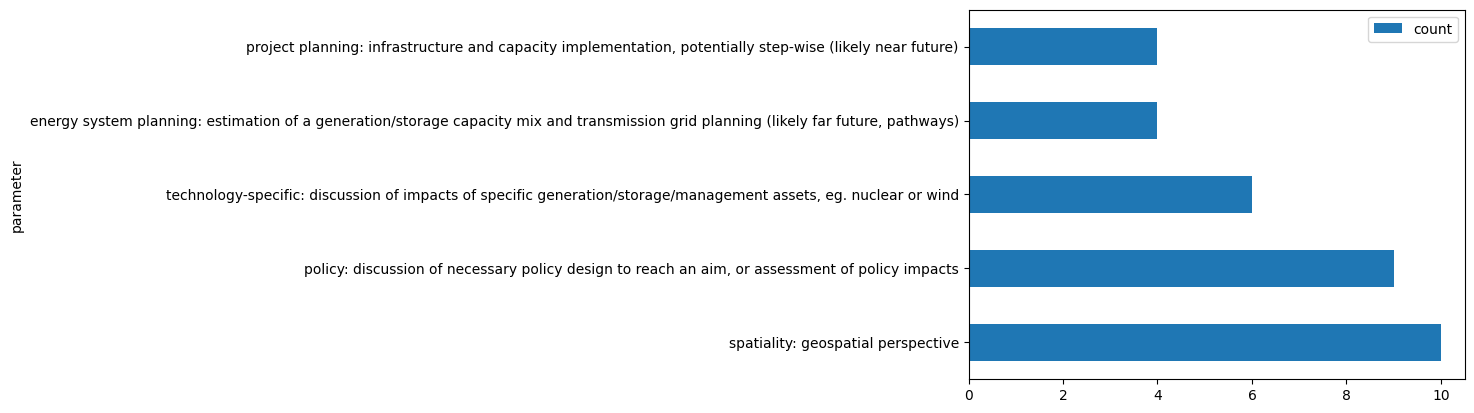 count
project planning: infrastructure and capacity implementation, potentially step-wise (likely near future)
energy system planning: estimation of a generation/storage capacity mix and transmission grid planning (likely far future, pathways)
technology-specific: discussion of impacts of specific generation/storage/management assets, eg. nuclear or wind
policy: discussion of necessary policy design to reach an aim, or assessment of policy impacts
spatiality: geospatial perspective
parameter
0 2 4 6 8 10